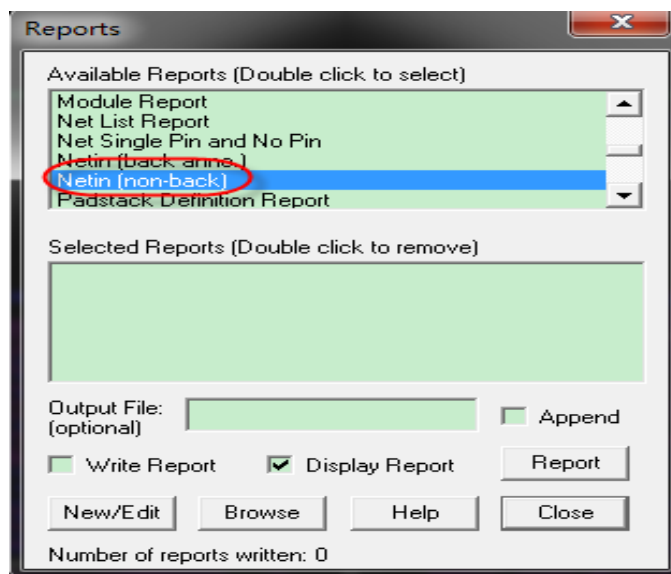 Reports
Available Reports (Double click to select)
Module Report
Net List Report
Net Single Pin and No Pin
Netin (back anno.)
Netin (non-back)
Padstack Definition Report
Selected Reports (Double click to remove)
Output File:
(optional)
Append
Write Report
Display Report
Report
New/Edit
Browse
Help
Close
Number of reports written: 0